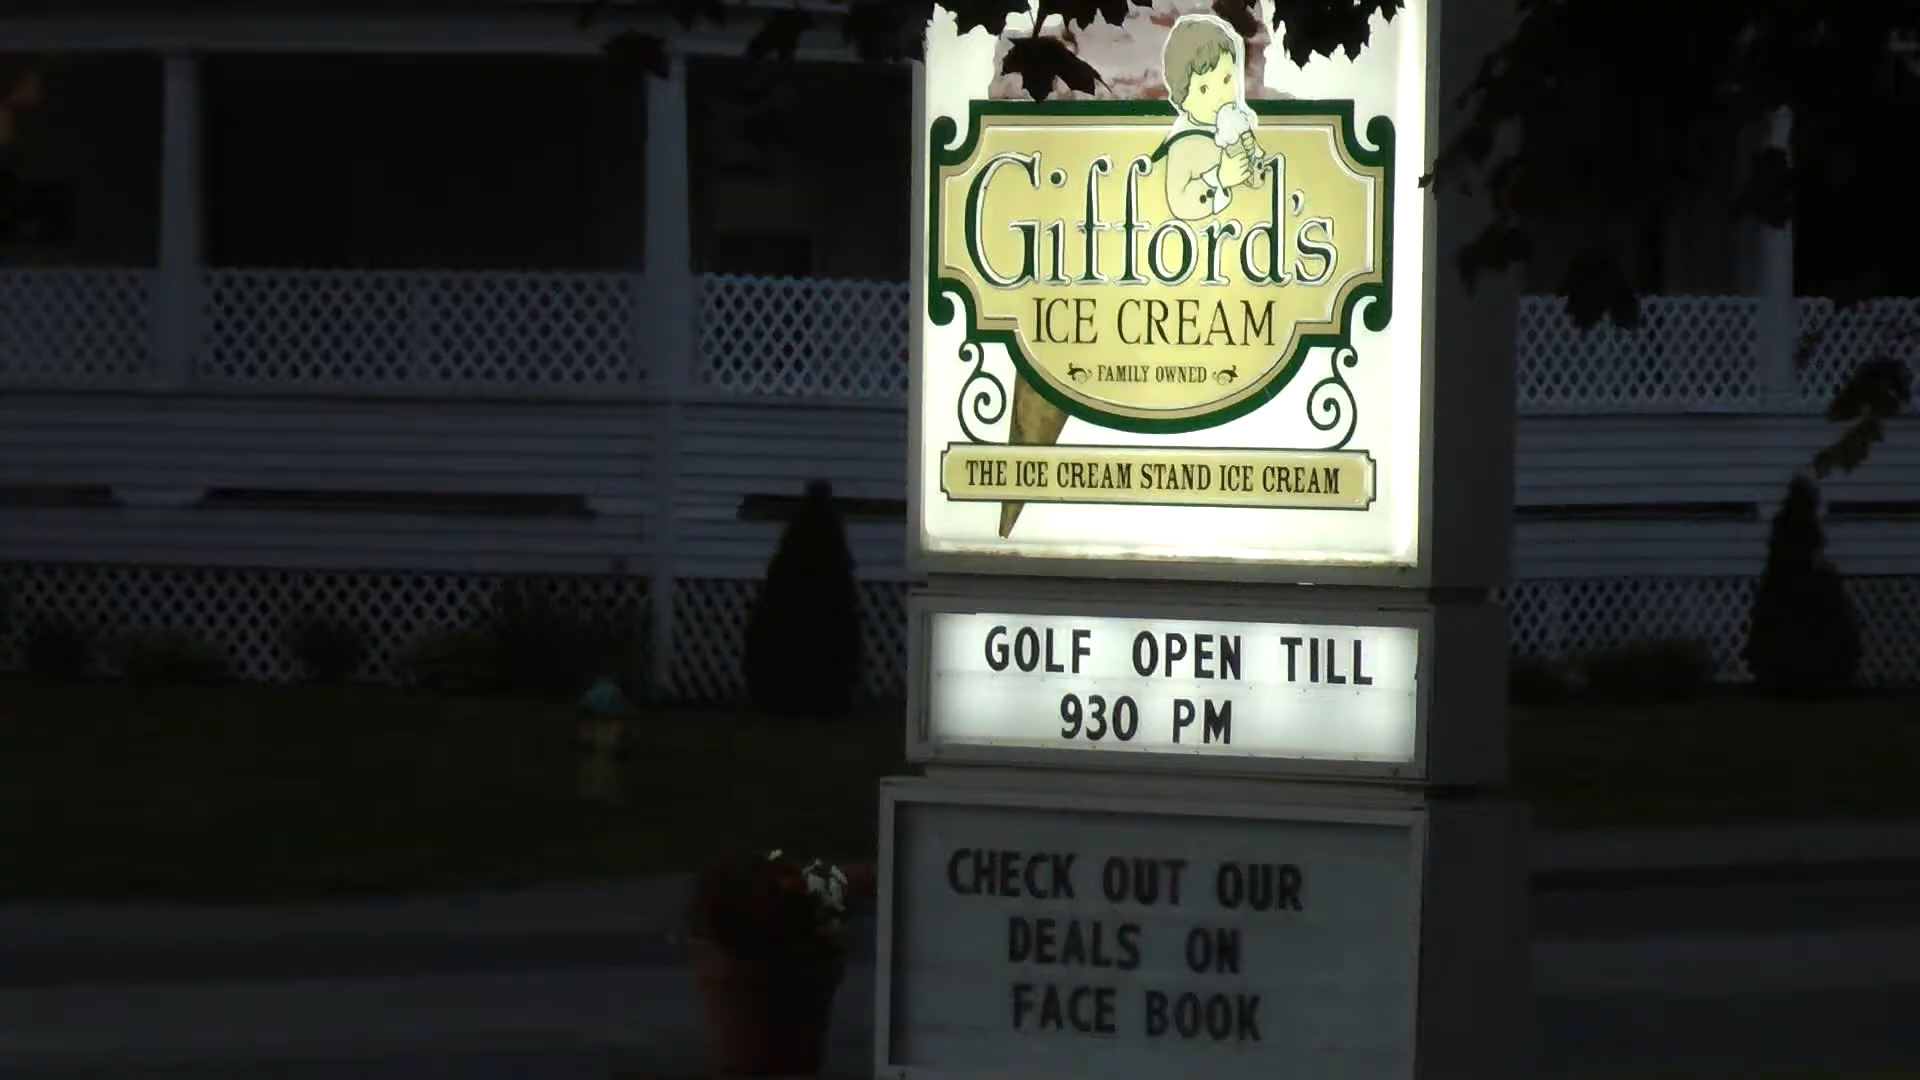 Gifford's
ICE CREAM
FAMILY OWNED
THE ICE CREAM STAND ICE CREAM
GOLF OPEN TILL
930 PM
CHECK OUT OUR
DEALS ON
FACE BOOK